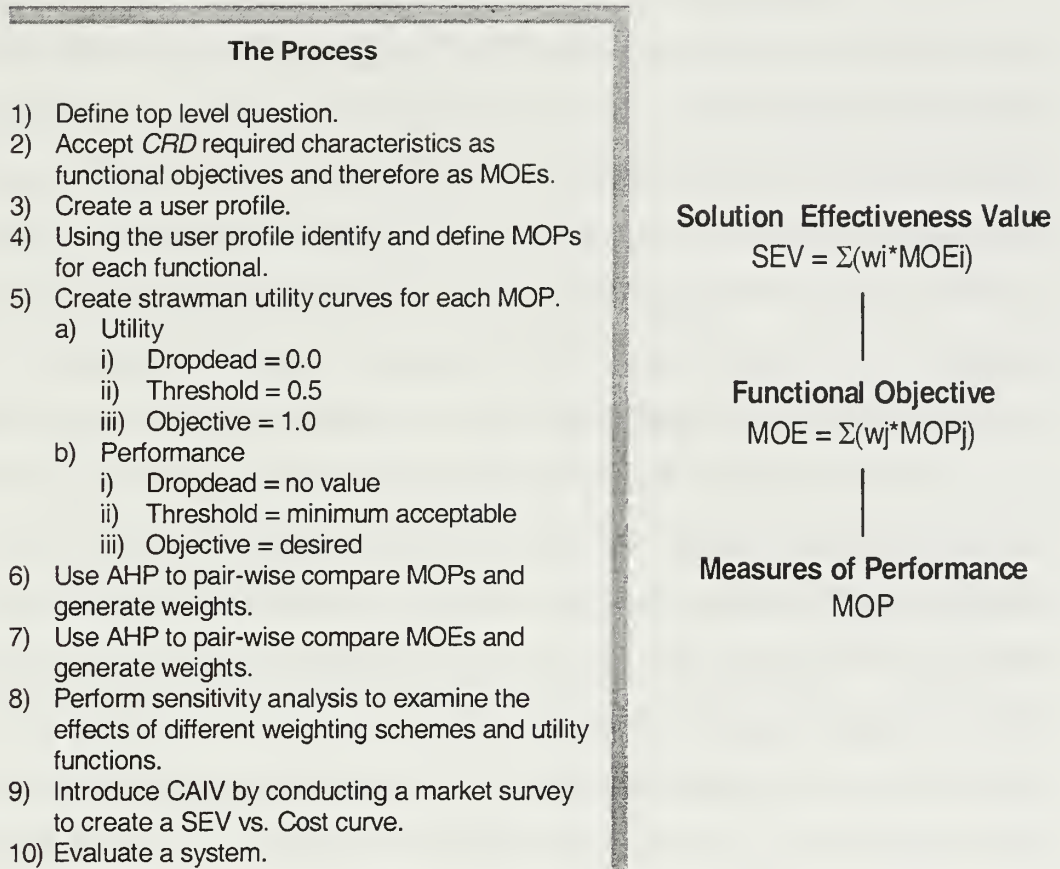 The Process
1) Define top level question.
2) Accept CRD required characteristics as
functional objectives and therefore as MOEs.
3) Create a user profile.
4) Using the user profile identify and define MOPs
for each functional.
5) Create strawman utility curves for each MOP.
a) Utility
i) Dropdead = 0.0
ii) Threshold = 0.5
iii) Objective = 1.0
b) Performance
i) Dropdead = no value
ii) Threshold = minimum acceptable
iii) Objective = desired
6) Use AHP to pair-wise compare MOPs and
generate weights.
7) Use AHP to pair-wise compare MOEs and
generate weights.
8) Perform sensitivity analysis to examine the
effects of different weighting schemes and utility
functions.
9) Introduce CAIV by conducting a market survey
to create a SEV vs. Cost curve.
10) Evaluate a system.
Solution Effectiveness Value
SEV = Σ(wi*MOEi)
Functional Objective
MOE = Σ(wj*MOPj)
Measures of Performance
MOP